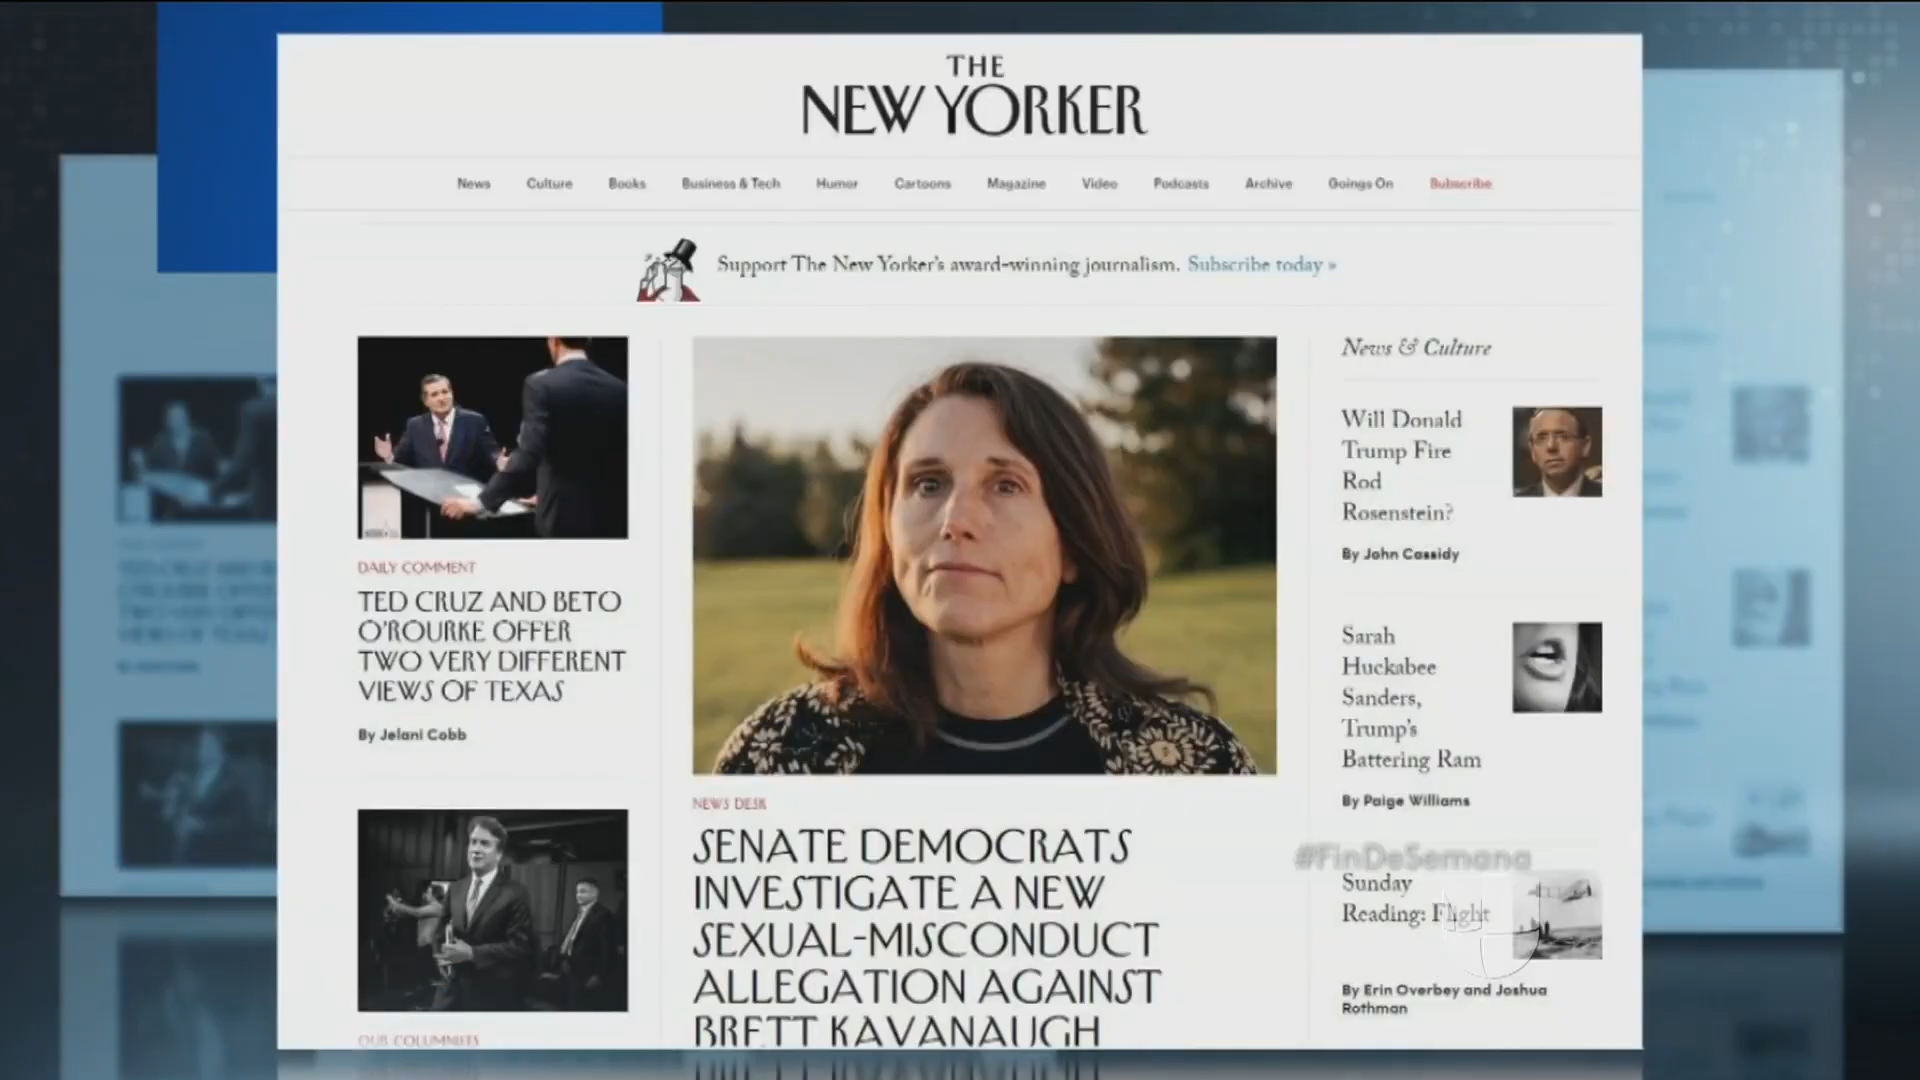 THE
NEW YORKER
News Culture Books Business & Tech Humor Cartoons Magazine Video Podcasts Archive Goings On Subscribe
Support The New Yorker's award-winning journalism. Subscribe today »
DAILY COMMENT
TED CRUZ AND BETO
O'ROURKE OFFER
TWO VERY DIFFERENT
VIEWS OF TEXAS
By Jelani Cobb
OUR COLUMNISTS
NEWS DESK
SENATE DEMOCRATS
INVESTIGATE A NEW
SEXUAL-MISCONDUCT
ALLEGATION AGAINST
BRETT KAVANAUGH
News & Culture
Will Donald
Trump Fire
Rod
Rosenstein?
By John Cassidy
Sarah
Huckabee
Sanders,
Trump's
Battering Ram
By Paige Williams
#FinDeSemana
Sunday
Reading: Flight
By Erin Overbey and Joshua
Rothman